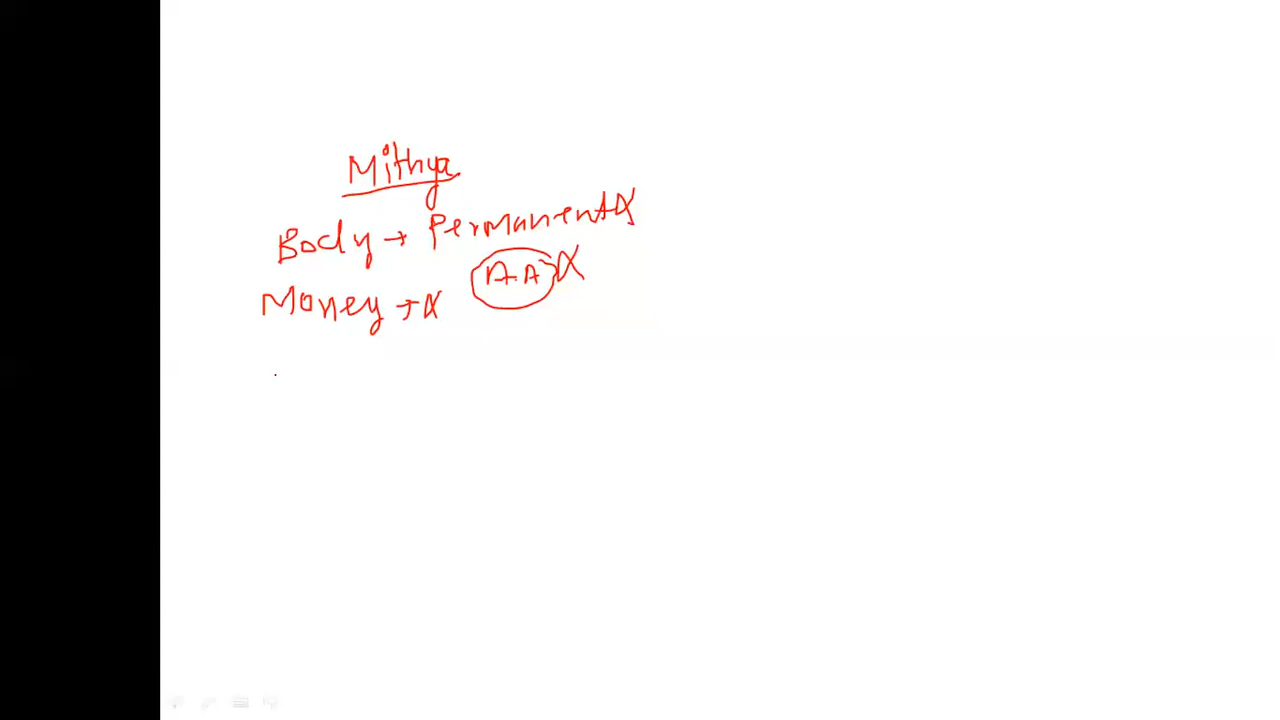 Mithya
Body → Permanent X
A.A X
Money → X